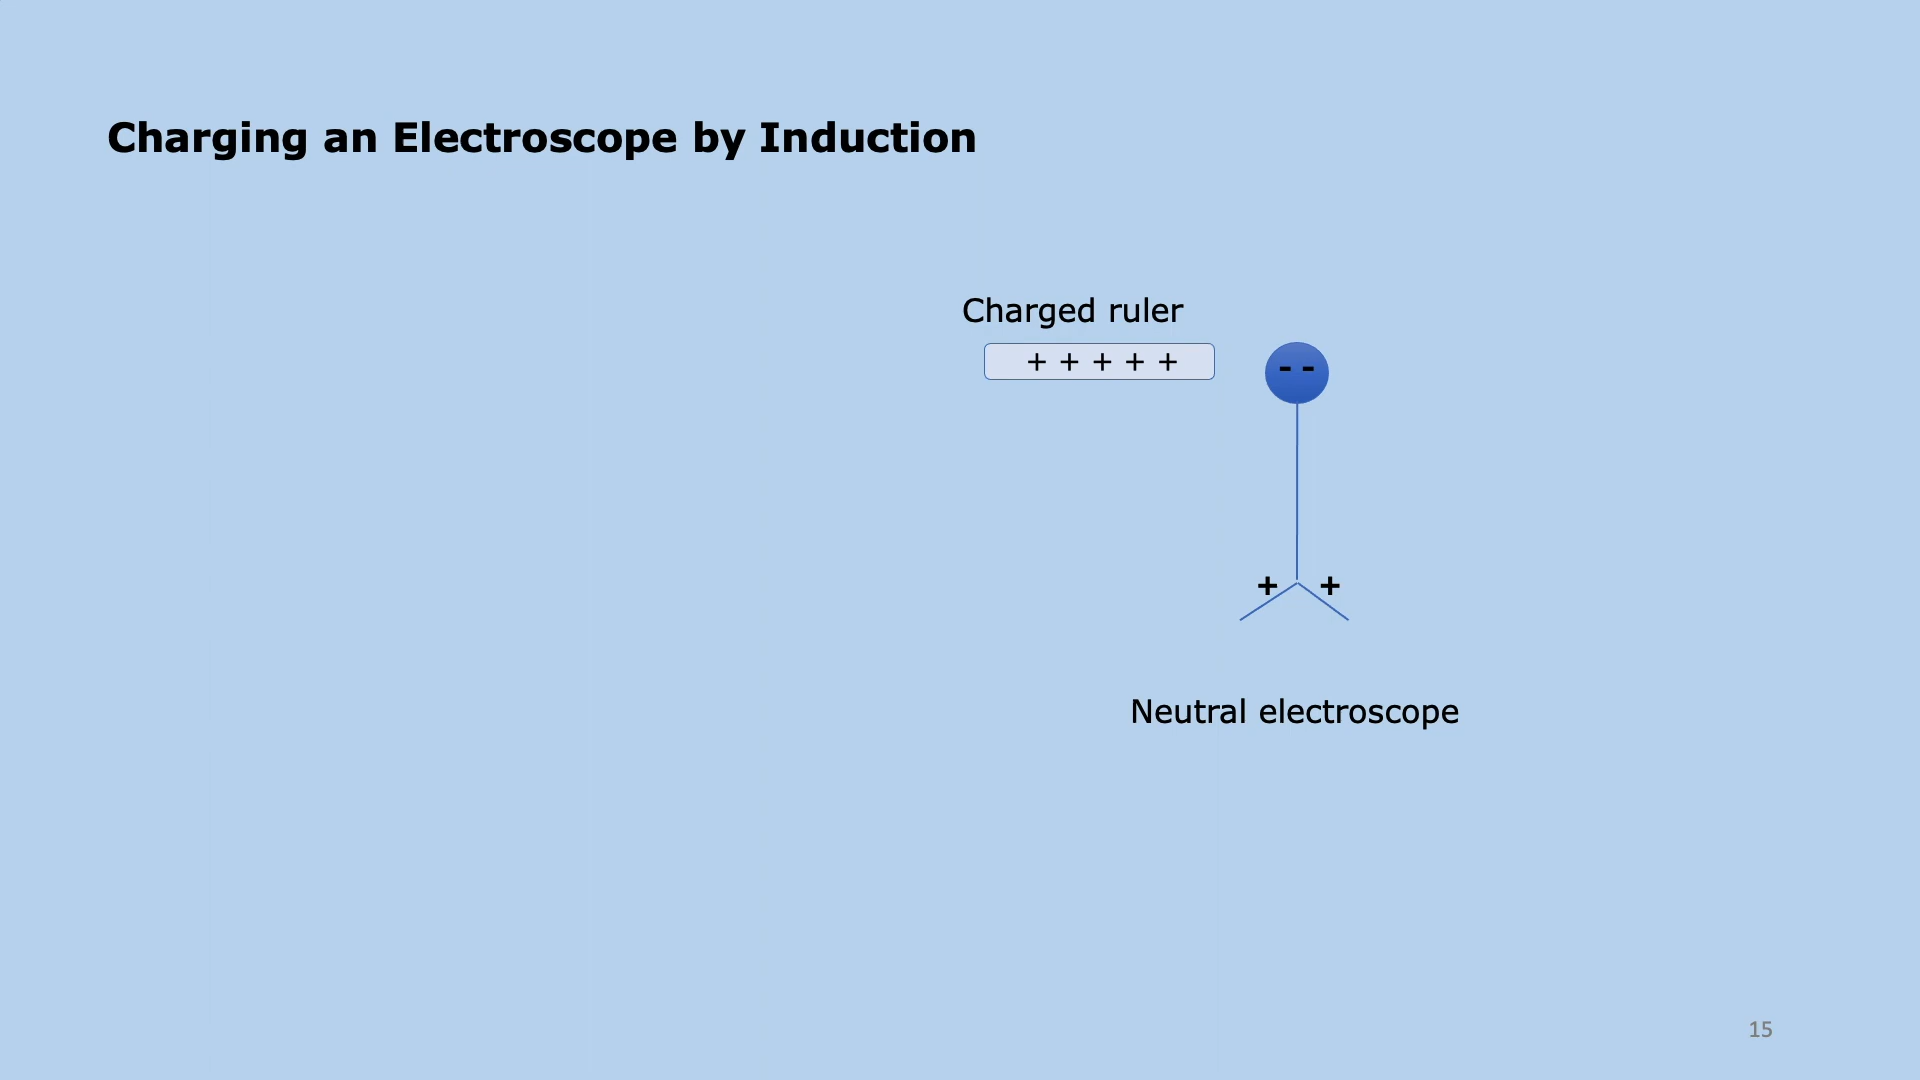 Charging an Electroscope by Induction
Charged ruler
+ + + + +
- -
+ +
Neutral electroscope
15